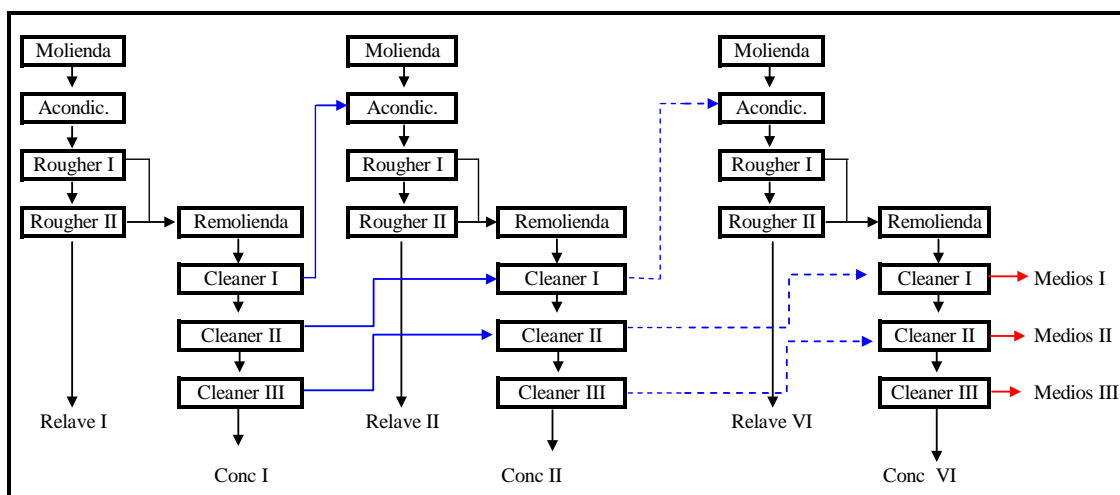 Molienda
Acondic.
Rougher I
Rougher II
Relave I
Remolienda
Cleaner I
Cleaner II
Cleaner III
Conc I
Molienda
Acondic.
Rougher I
Rougher II
Relave II
Remolienda
Cleaner I
Cleaner II
Cleaner III
Conc II
Molienda
Acondic.
Rougher I
Rougher II
Relave VI
Remolienda
Cleaner I
Medios I
Cleaner II
Medios II
Cleaner III
Medios III
Conc VI